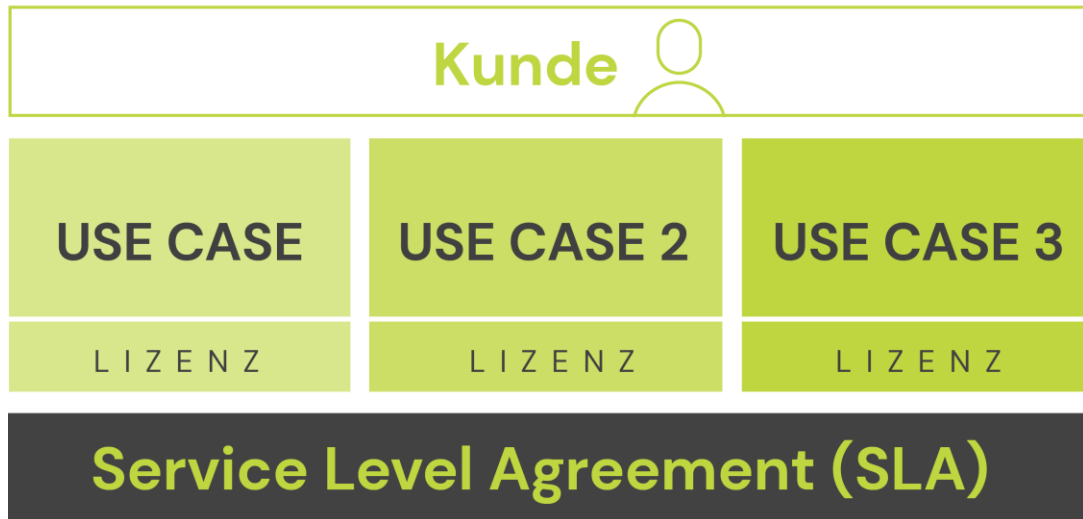 Kunde
USE CASE USE CASE 2 USE CASE 3
LIZENZ LIZENZ LIZENZ
Service Level Agreement (SLA)